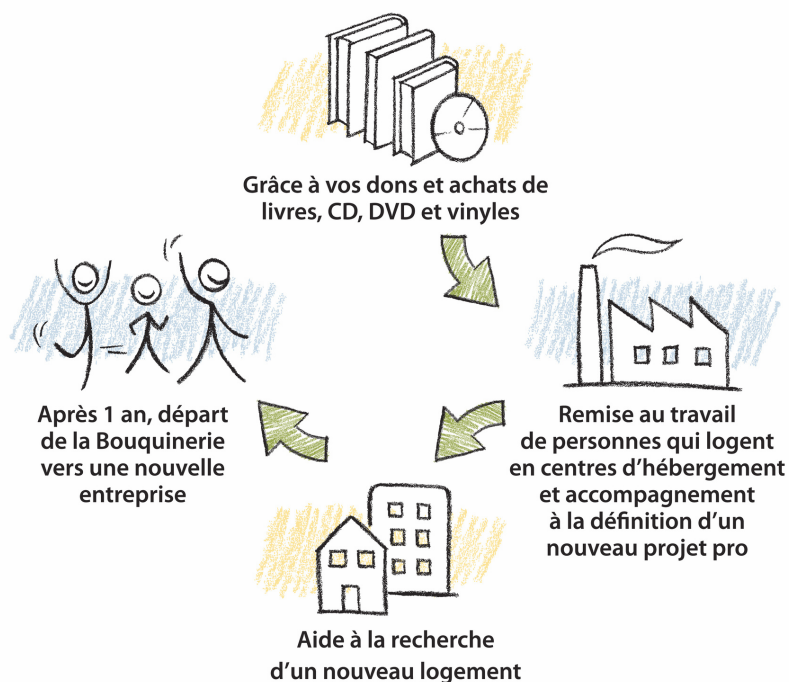 Grâce à vos dons et achats de
livres, CD, DVD et vinyles
Remise au travail
de personnes qui logent
en centres d'hébergement
et accompagnement
à la définition d'un
nouveau projet pro
Aide à la recherche
d'un nouveau logement
Après 1 an, départ
de la Bouquinerie
vers une nouvelle
entreprise